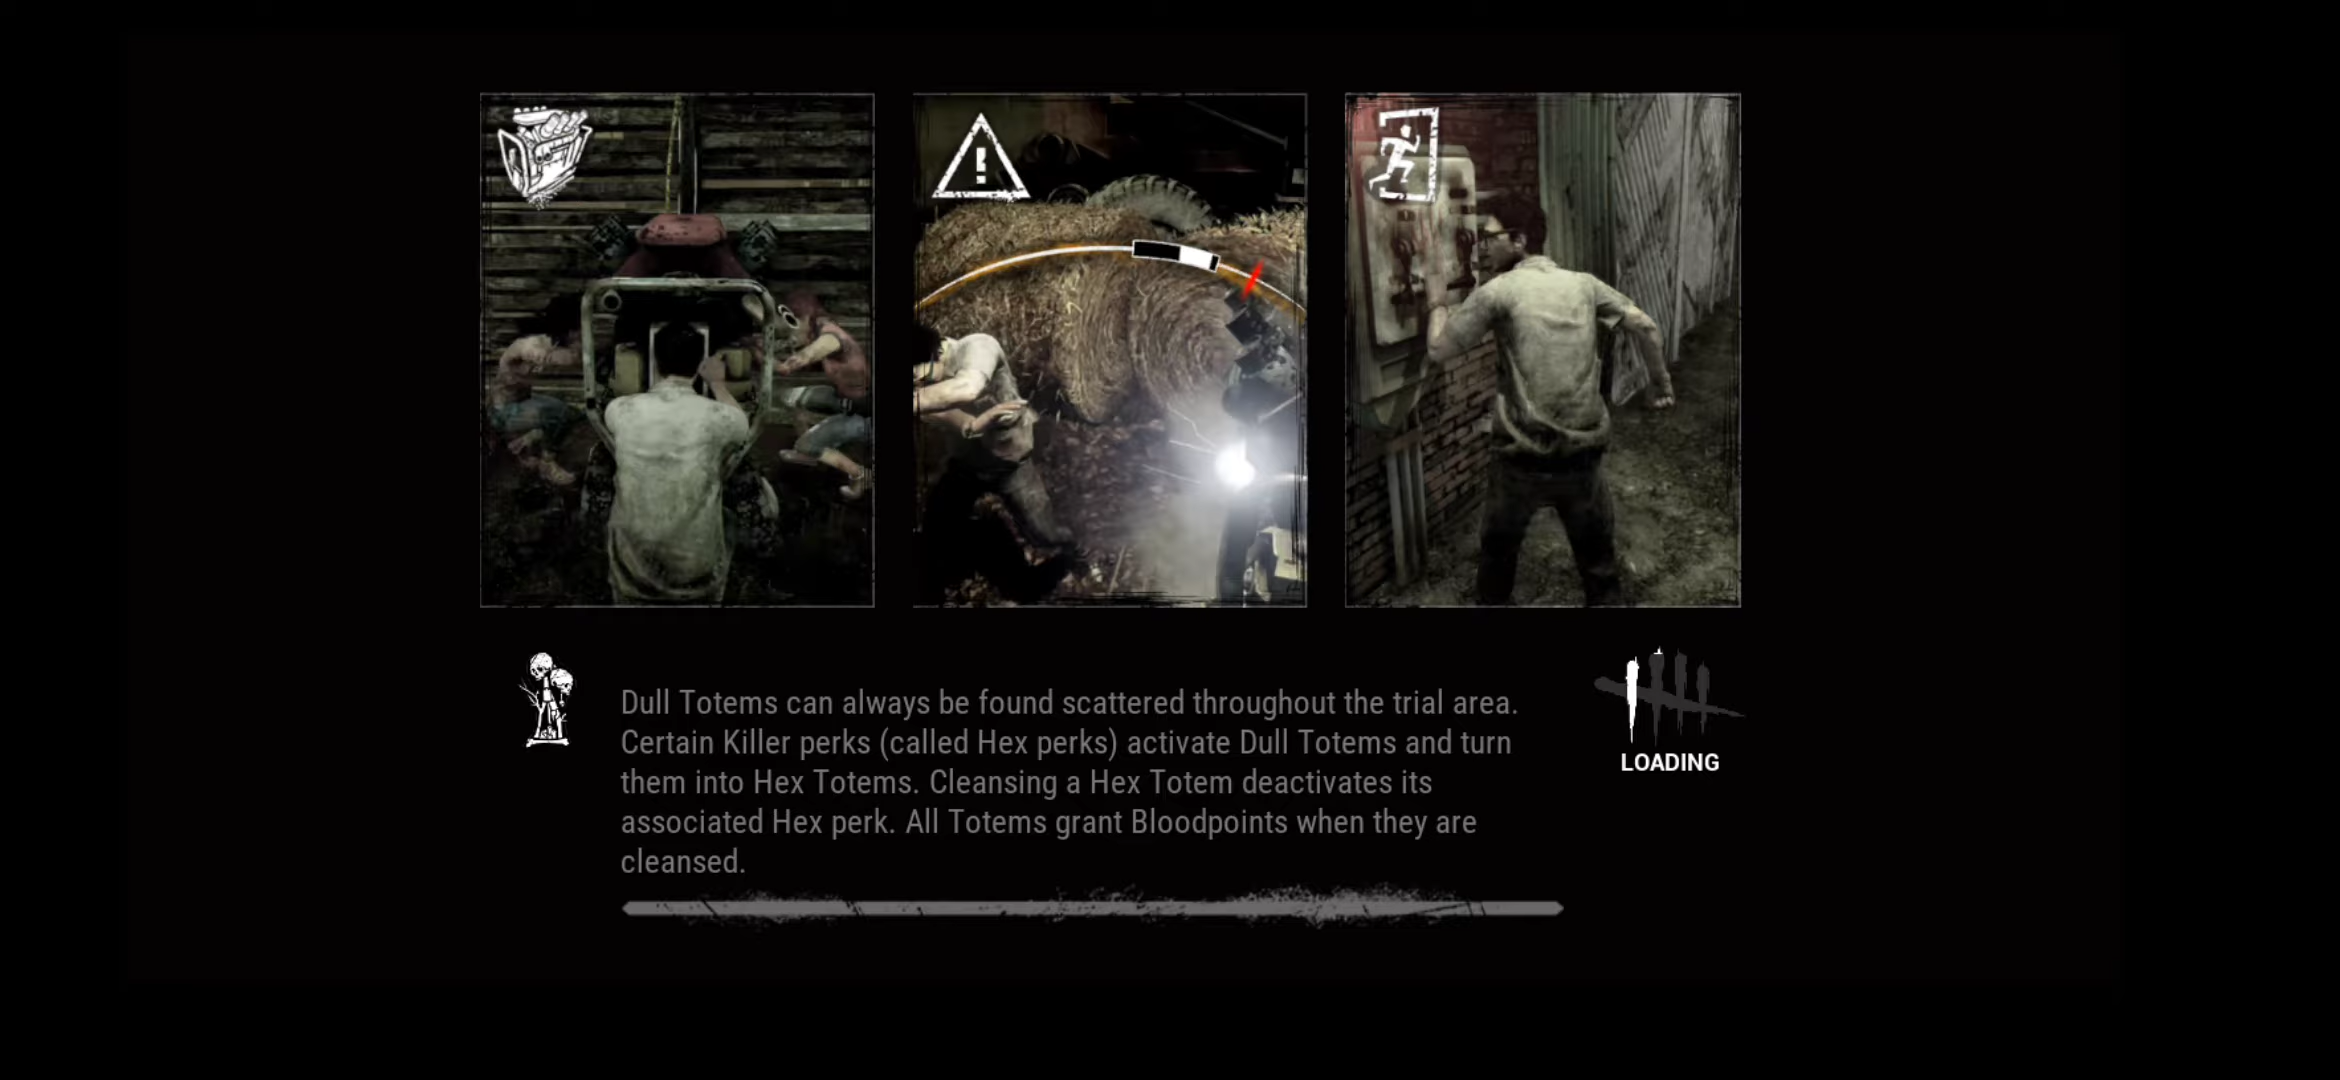 Dull Totems can always be found scattered throughout the trial area.
Certain Killer perks (called Hex perks) activate Dull Totems and turn
them into Hex Totems. Cleansing a Hex Totem deactivates its
associated Hex perk. All Totems grant Bloodpoints when they are
cleansed.
LOADING